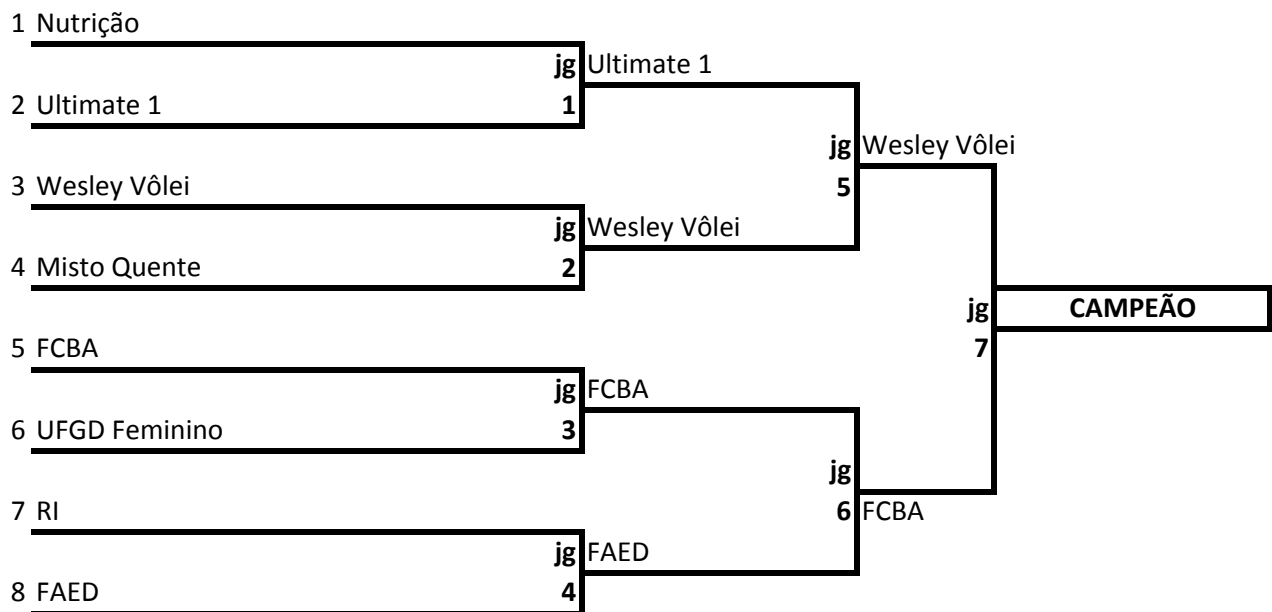 1 Nutrição
jg Ultimate 1
2 Ultimate 1 1
jg Wesley Vôlei
3 Wesley Vôlei 5
jg Wesley Vôlei
4 Misto Quente 2
jg CAMPEÃO
5 FCBA 7
jg FCBA
6 UFGD Feminino 3
jg
7 RI 6 FCBA
jg FAED
8 FAED 4